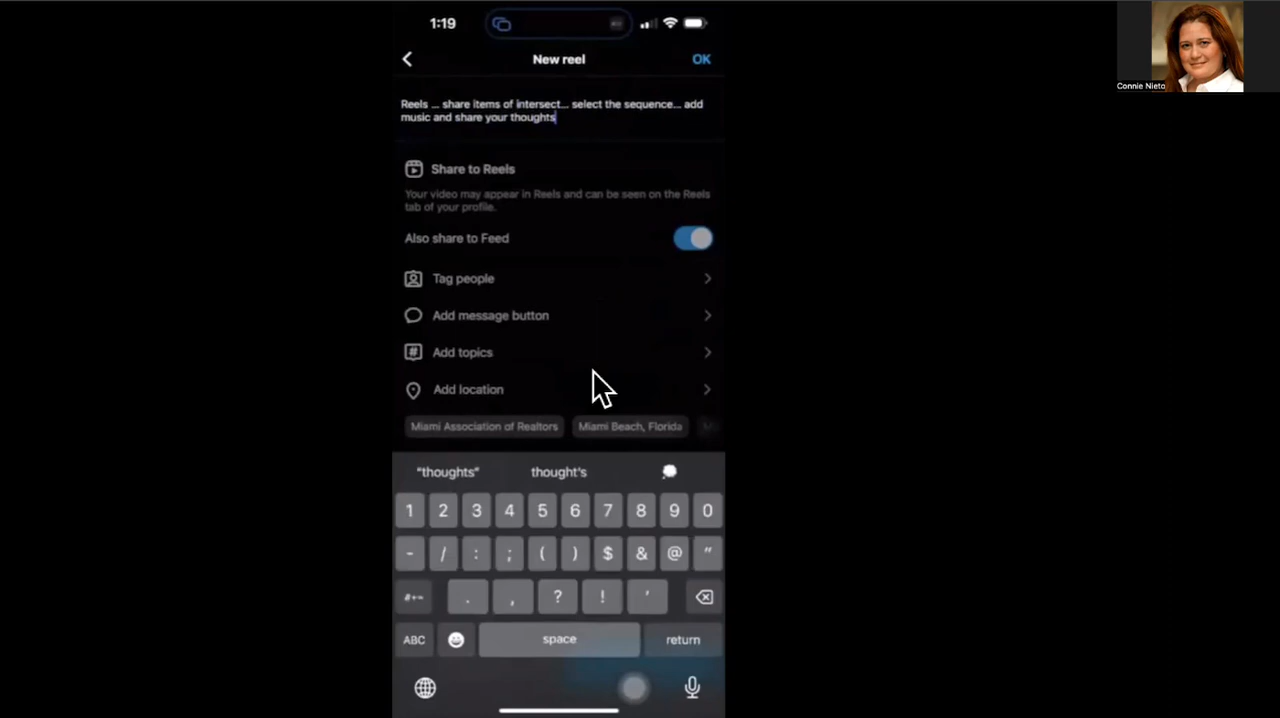 1:19
Connie Nieto
New reel
OK
Reels ... share items of intersect... select the sequence... add
music and share your thoughts
Share to Reels
Your video may appear in Reels and can be seen on the Reels
tab of your profile.
Also share to Feed
Tag people
Add message button
Add topics
Add location
Miami Association of Realtors
Miami Beach, Florida
"thoughts"
thought's
1 2 3 4 5 6 7 8 9 0
- / : ; ( ) $ & @ "
#+= . , ? ! '
ABC
space
return